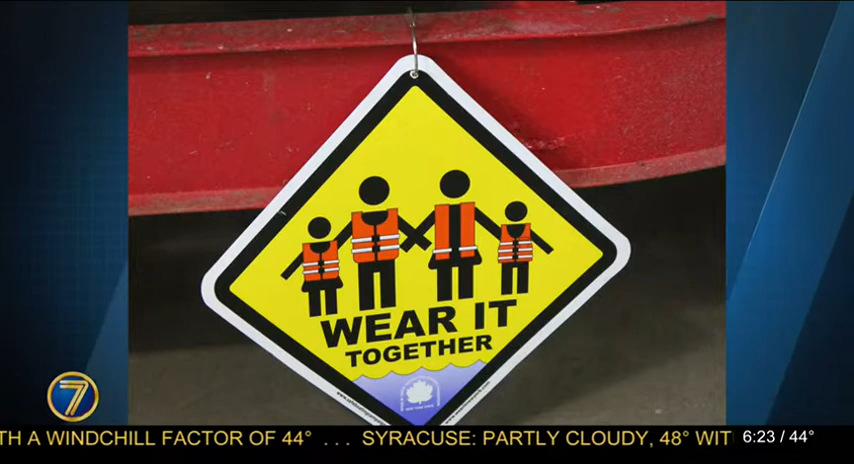 WEAR IT
TOGETHER
7
TH A WINDCHILL FACTOR OF 44° ... SYRACUSE: PARTLY CLOUDY, 48° WIT
6:23 / 44°